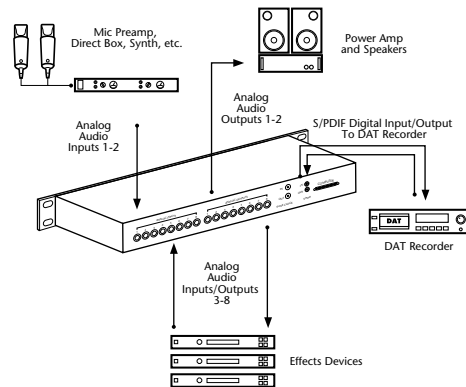 Mic Preamp,
Direct Box, Synth, etc.
Power Amp
and Speakers
Analog
Audio
Inputs 1-2
Analog
Audio
Outputs 1-2
S/PDIF Digital Input/Output
To DAT Recorder
DAT
DAT Recorder
Analog
Audio
Inputs/Outputs
3-8
Effects Devices